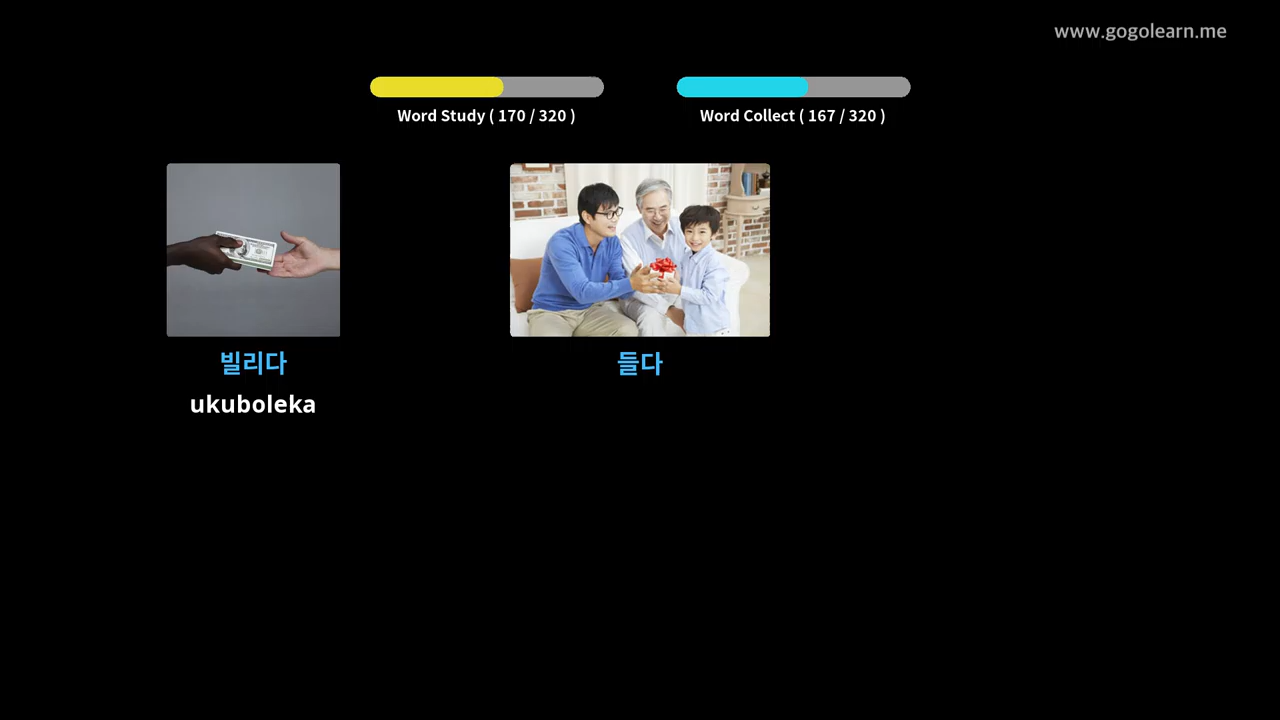 www.gogolearn.me
Word Study ( 170 / 320 )
Word Collect ( 167 / 320 )
빌리다
들다
ukuboleka